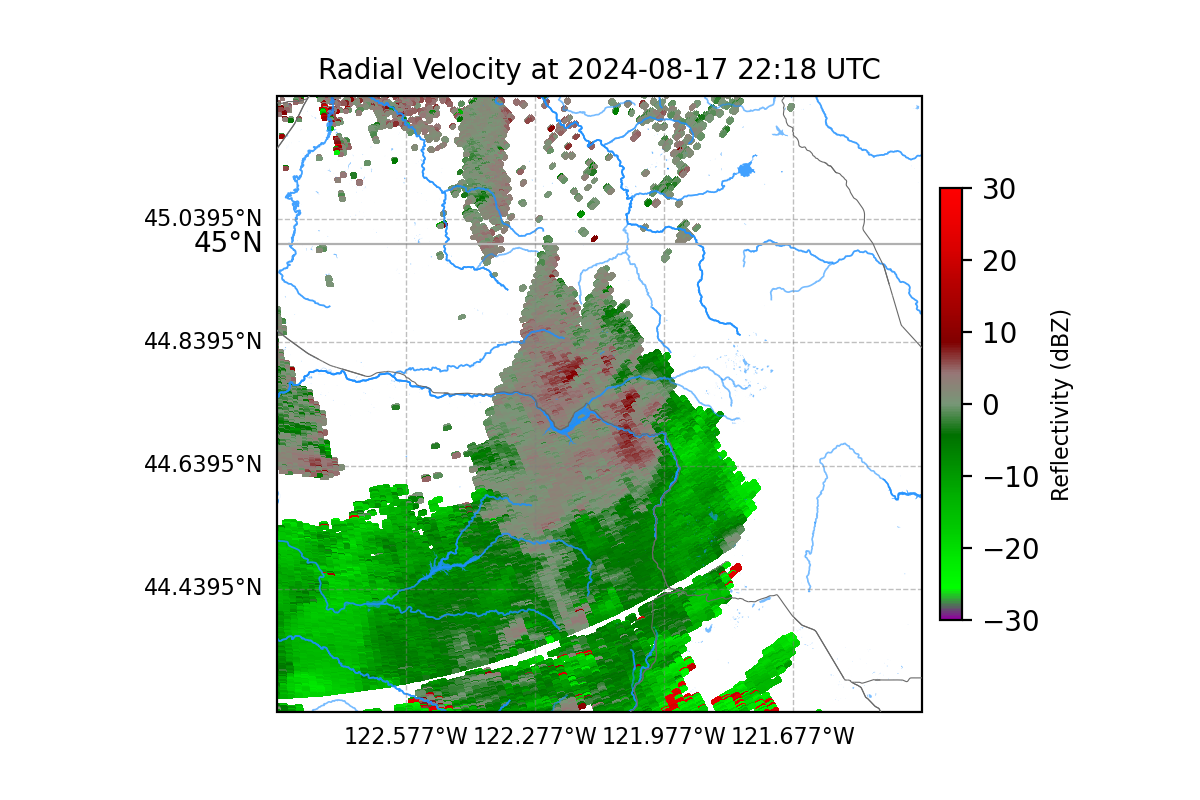 Radial Velocity at 2024-08-17 22:18 UTC
45.0395°N
45°N
44.8395°N
44.6395°N
44.4395°N
122.577°W 122.277°W 121.977°W 121.677°W
30
20
10
0
−10
−20
−30
Reflectivity (dBZ)